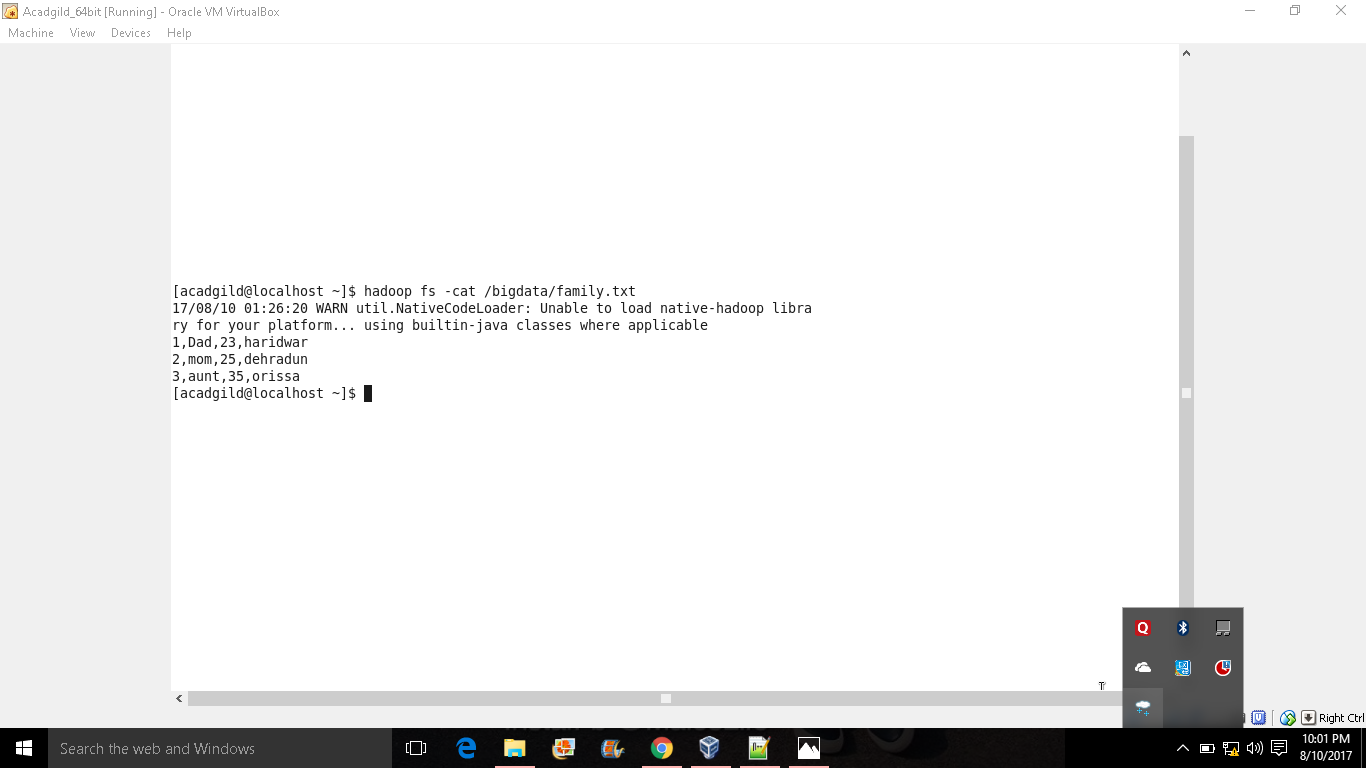 Acadgild_64bit [Running] - Oracle VM VirtualBox
Machine View Devices Help
[acadgild@localhost ~]$ hadoop fs -cat /bigdata/family.txt
17/08/10 01:26:20 WARN util.NativeCodeLoader: Unable to load native-hadoop libra
ry for your platform... using builtin-java classes where applicable
1,Dad,23,haridwar
2,mom,25,dehradun
3,aunt,35,orissa
[acadgild@localhost ~]$
Q
Right Ctrl
Search the web and Windows
10:01 PM
8/10/2017